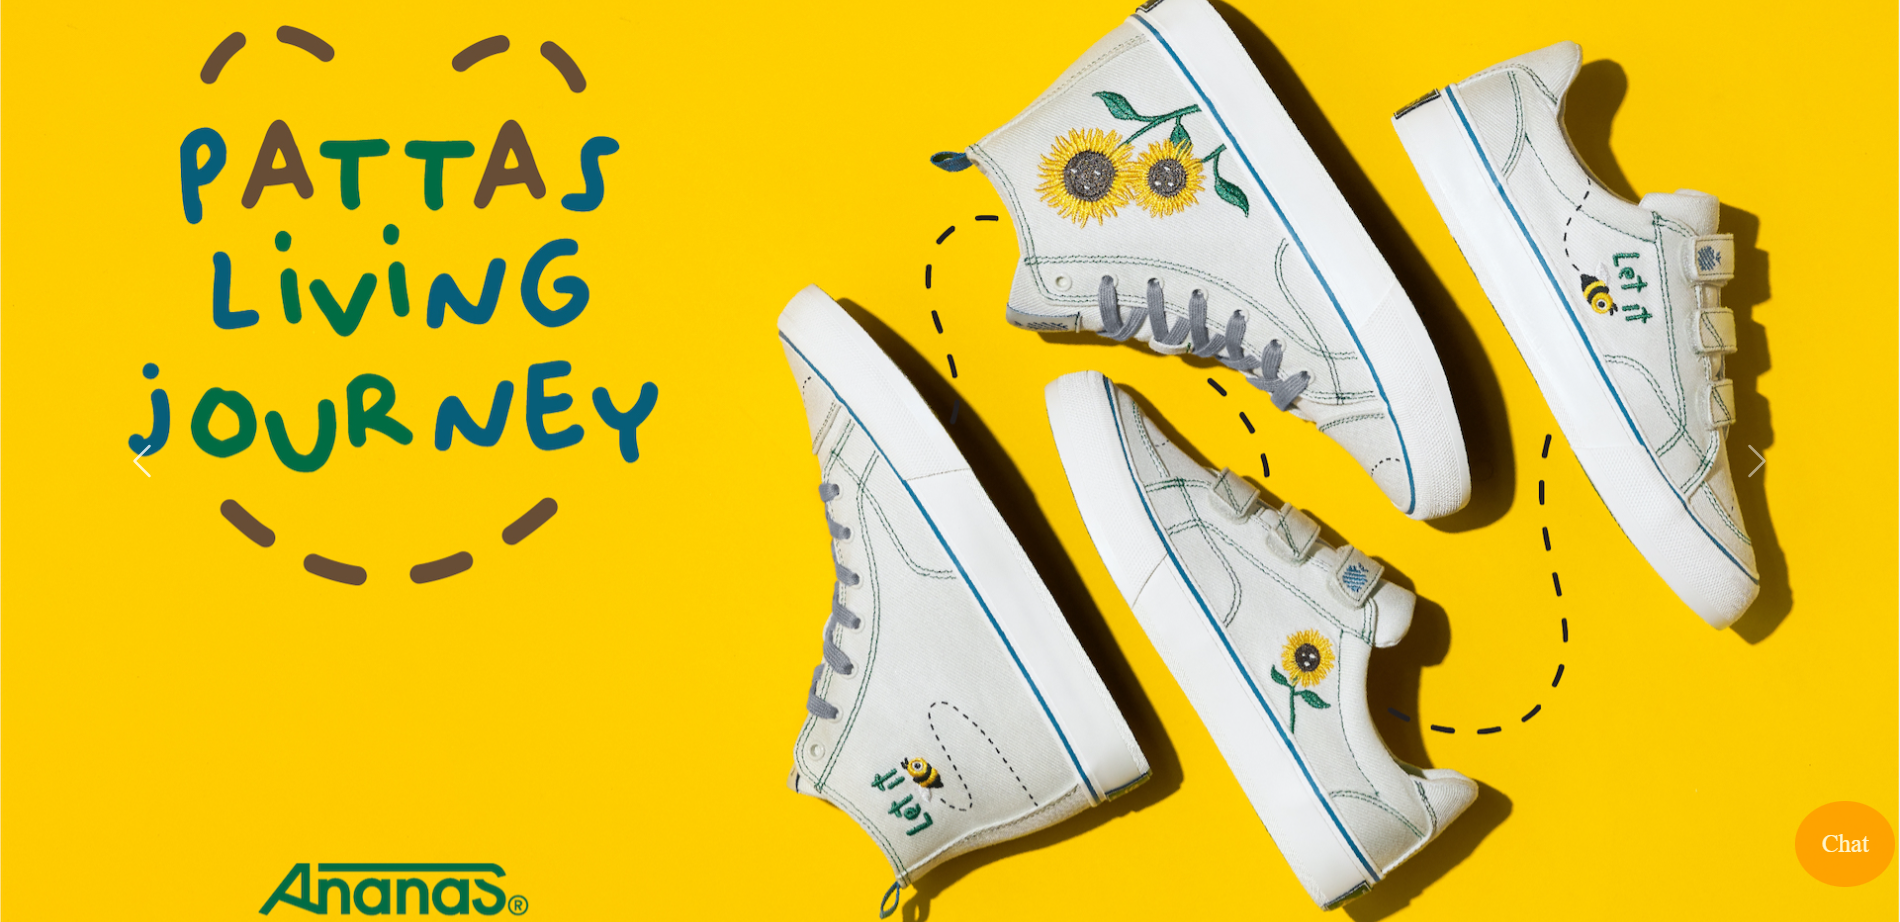 PATTAS
LiViNG
jOURNEY
Let it
Let it
Ananas®
Chat